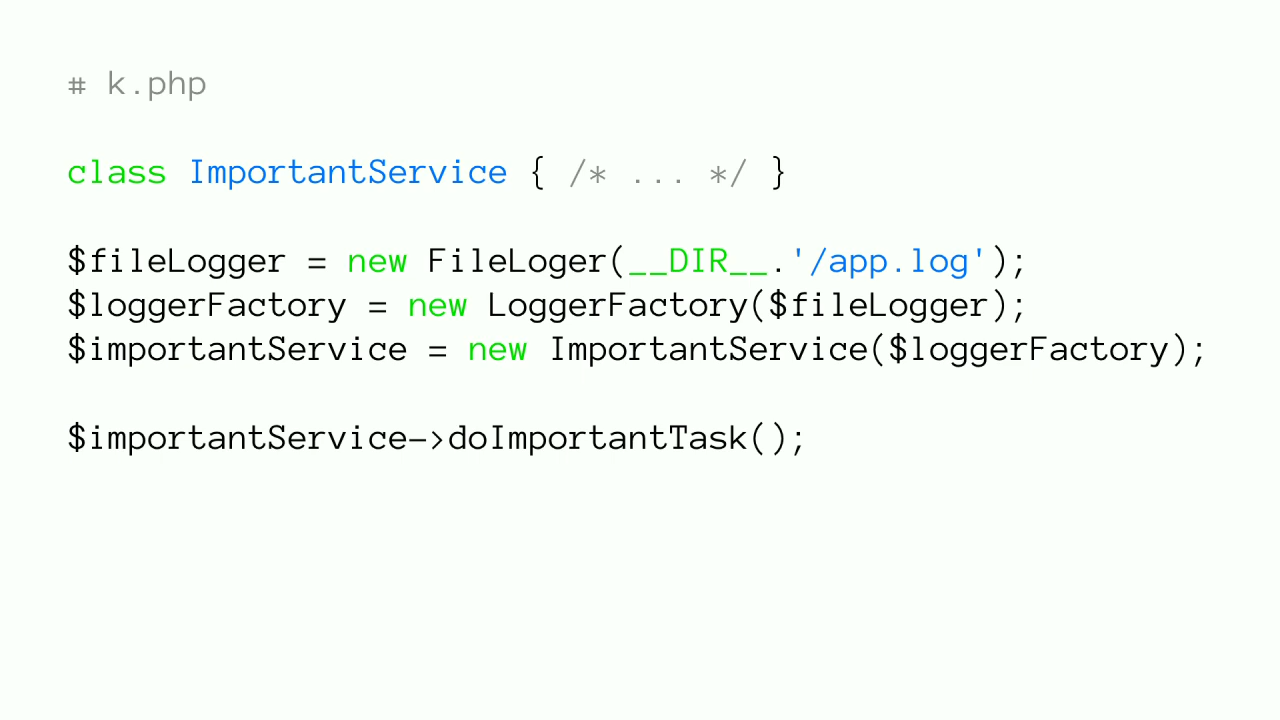 # k.php
class ImportantService { /* ... */ }
$fileLogger = new FileLoger(__DIR__.'/app.log');
$loggerFactory = new LoggerFactory($fileLogger);
$importantService = new ImportantService($loggerFactory);
$importantService->doImportantTask();